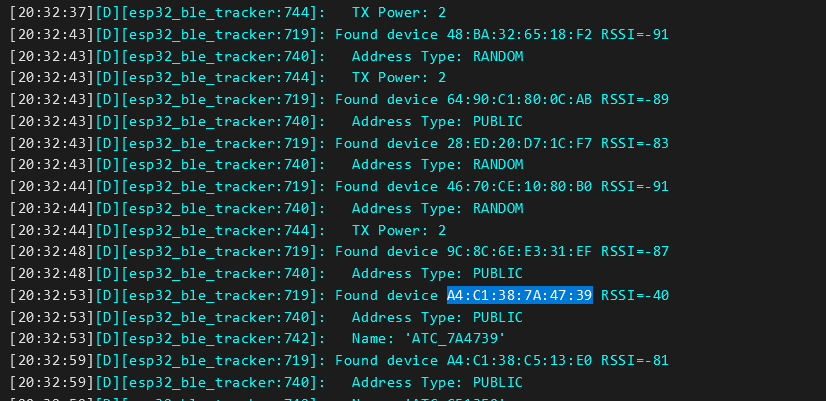 [20:32:37][D][esp32_ble_tracker:744]:   TX Power: 2
[20:32:43][D][esp32_ble_tracker:719]: Found device 48:BA:32:65:18:F2 RSSI=-91
[20:32:43][D][esp32_ble_tracker:740]:   Address Type: RANDOM
[20:32:43][D][esp32_ble_tracker:744]:   TX Power: 2
[20:32:43][D][esp32_ble_tracker:719]: Found device 64:90:C1:80:0C:AB RSSI=-89
[20:32:43][D][esp32_ble_tracker:740]:   Address Type: PUBLIC
[20:32:43][D][esp32_ble_tracker:719]: Found device 28:ED:20:D7:1C:F7 RSSI=-83
[20:32:43][D][esp32_ble_tracker:740]:   Address Type: RANDOM
[20:32:44][D][esp32_ble_tracker:719]: Found device 46:70:CE:10:80:B0 RSSI=-91
[20:32:44][D][esp32_ble_tracker:740]:   Address Type: RANDOM
[20:32:44][D][esp32_ble_tracker:744]:   TX Power: 2
[20:32:48][D][esp32_ble_tracker:719]: Found device 9C:8C:6E:E3:31:EF RSSI=-87
[20:32:48][D][esp32_ble_tracker:740]:   Address Type: PUBLIC
[20:32:53][D][esp32_ble_tracker:719]: Found device A4:C1:38:7A:47:39 RSSI=-40
[20:32:53][D][esp32_ble_tracker:740]:   Address Type: PUBLIC
[20:32:53][D][esp32_ble_tracker:742]:   Name: 'ATC_7A4739'
[20:32:59][D][esp32_ble_tracker:719]: Found device A4:C1:38:C5:13:E0 RSSI=-81
[20:32:59][D][esp32_ble_tracker:740]:   Address Type: PUBLIC